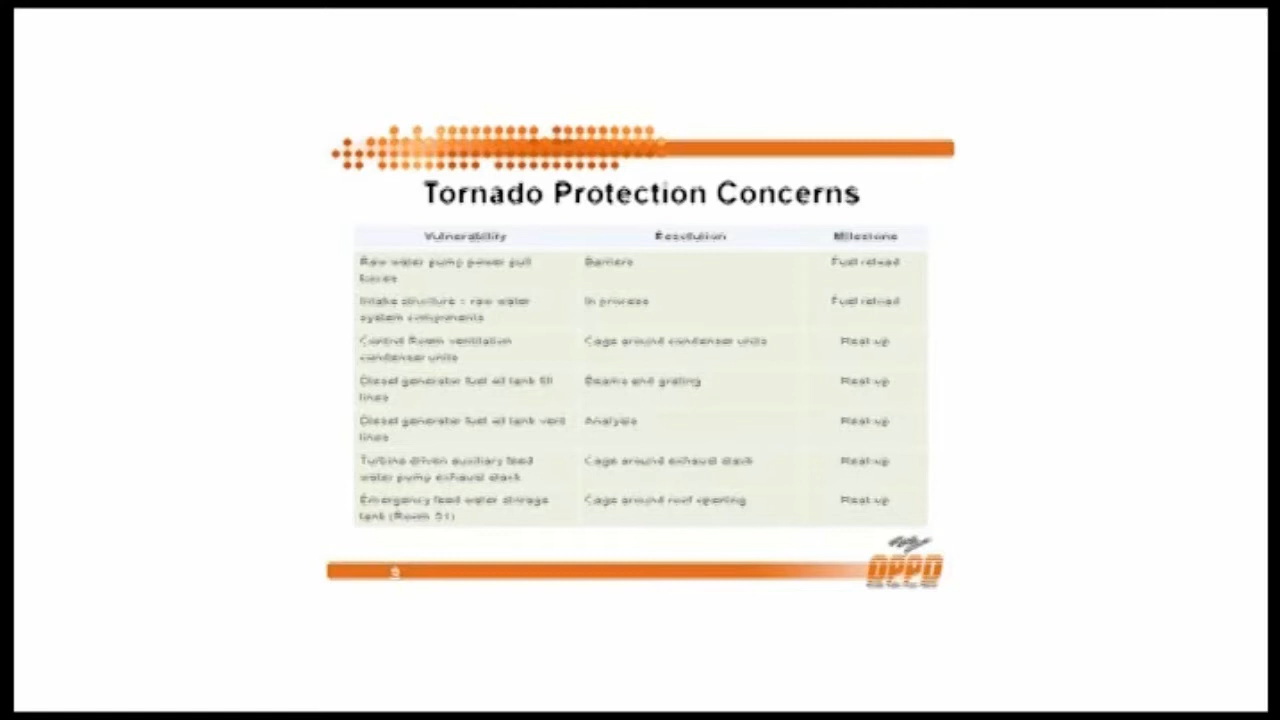 Tornado Protection Concerns
Vulnerability Resolution Milestone
Raw water pump power pull Barriers Fuel reload
boxes
Intake structure – raw water In process Fuel reload
system components
Control Room ventilation Cage around condenser units Heat up
condenser units
Diesel generator fuel oil tank fill Beams and grating Heat up
lines
Diesel generator fuel oil tank vent Analysis Heat up
lines
Turbine driven auxiliary feed Cage around exhaust stack Heat up
water pump exhaust stack
Emergency feed water storage Cage around roof opening Heat up
tank (Room 81)
OPPD